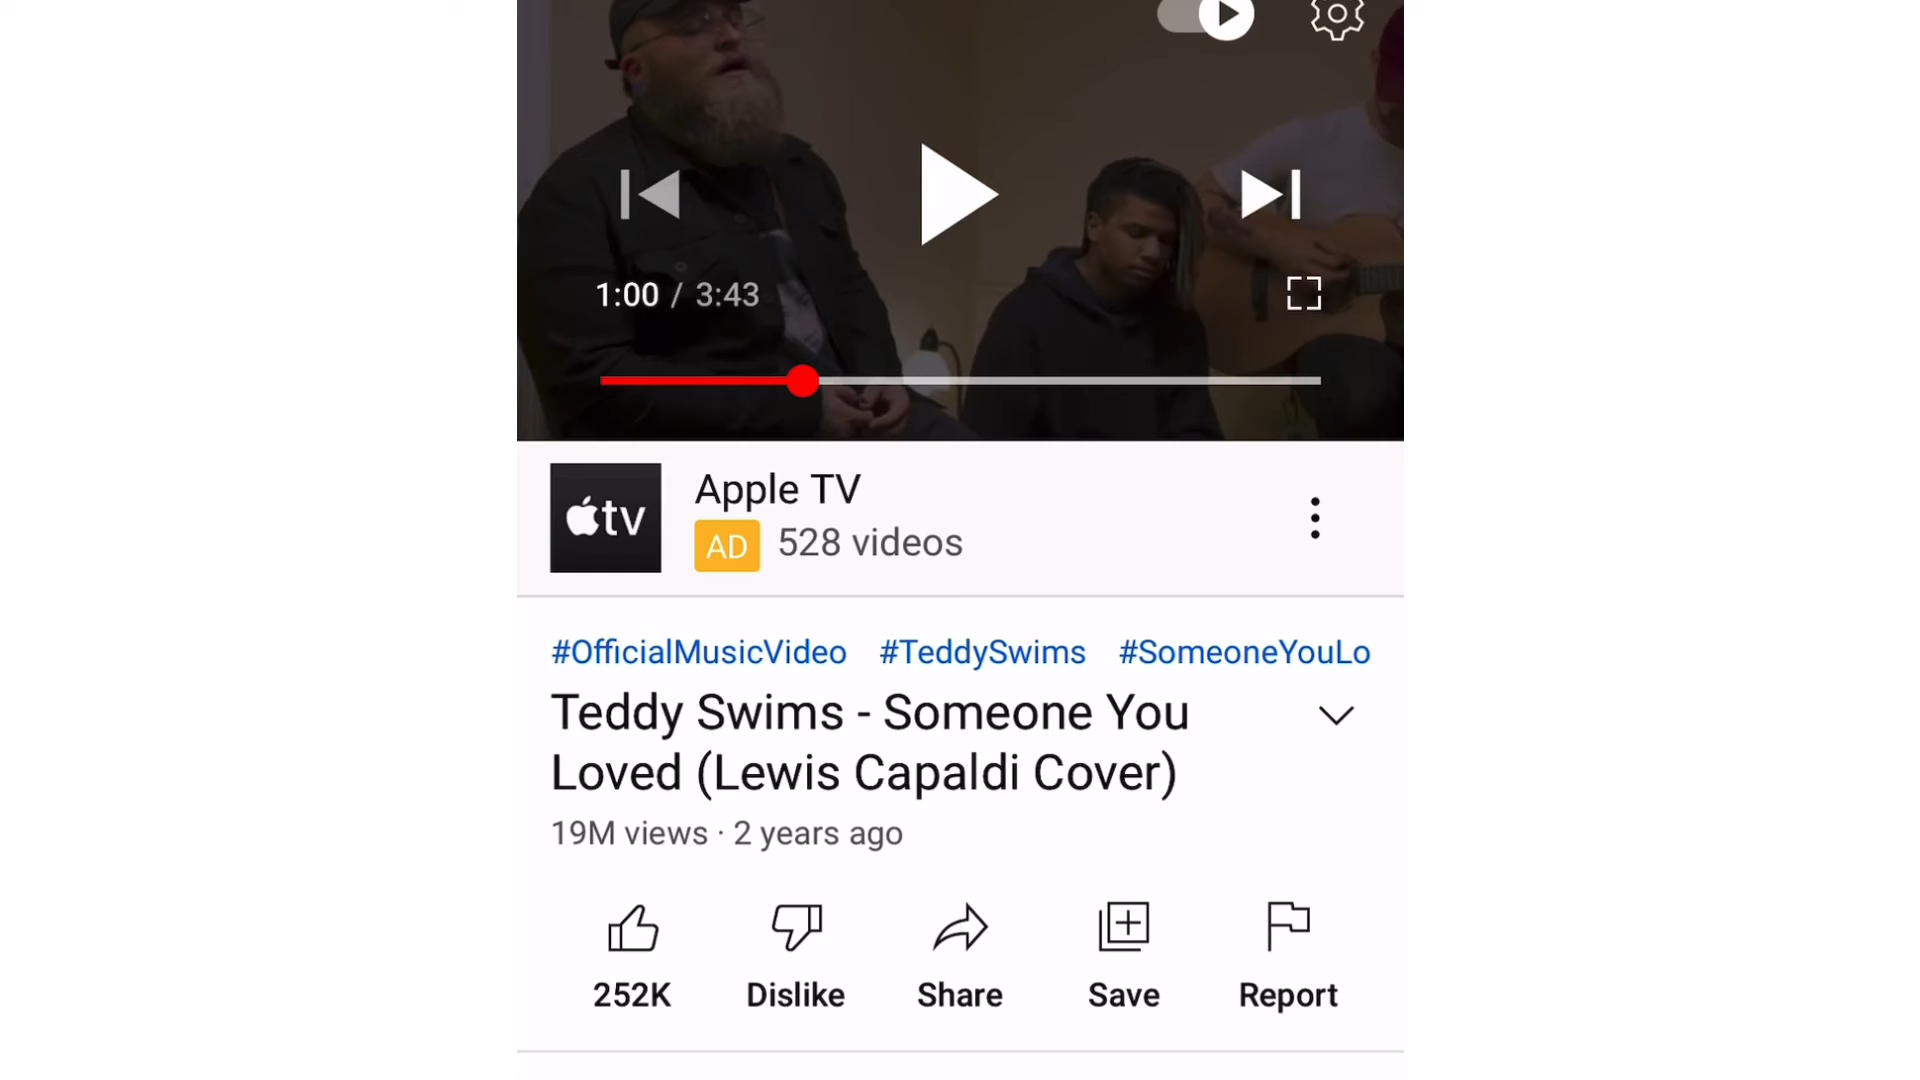 1:00 / 3:43
tv
Apple TV
AD 528 videos
#OfficialMusicVideo #TeddySwims #SomeoneYouLo
Teddy Swims - Someone You
Loved (Lewis Capaldi Cover)
19M views · 2 years ago
252K Dislike Share Save Report